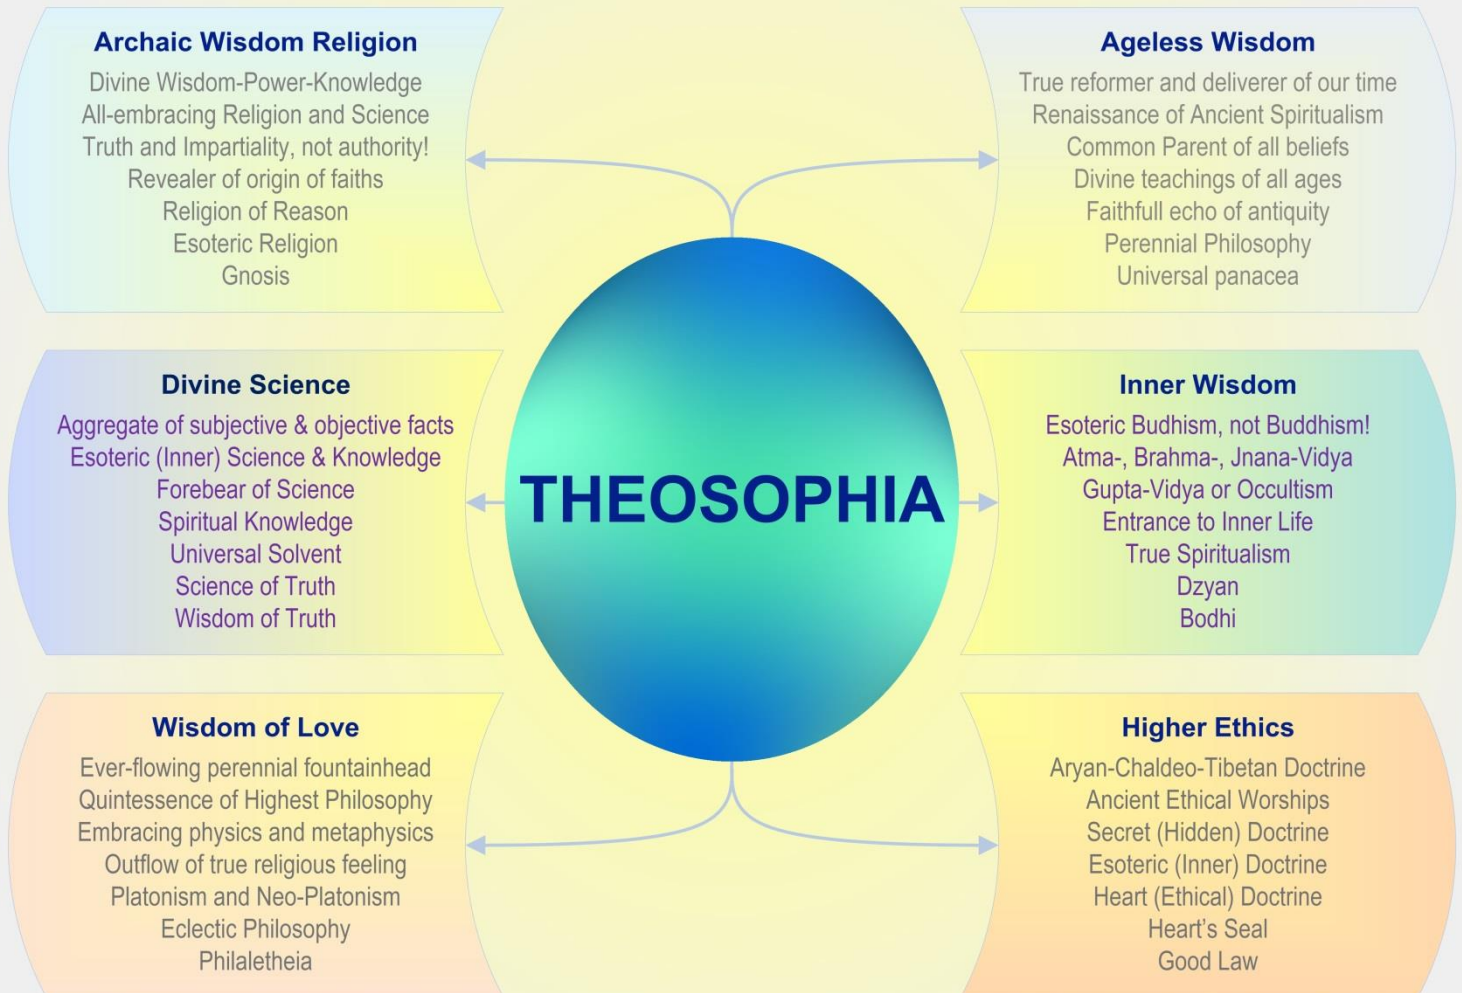 Archaic Wisdom Religion
Divine Wisdom-Power-Knowledge
All-embracing Religion and Science
Truth and Impartiality, not authority!
Revealer of origin of faiths
Religion of Reason
Esoteric Religion
Gnosis
Ageless Wisdom
True reformer and deliverer of our time
Renaissance of Ancient Spiritualism
Common Parent of all beliefs
Divine teachings of all ages
Faithfull echo of antiquity
Perennial Philosophy
Universal panacea
Divine Science
Aggregate of subjective & objective facts
Esoteric (Inner) Science & Knowledge
Forebear of Science
Spiritual Knowledge
Universal Solvent
Science of Truth
Wisdom of Truth
THEOSOPHIA
Inner Wisdom
Esoteric Budhism, not Buddhism!
Atma-, Brahma-, Jnana-Vidya
Gupta-Vidya or Occultism
Entrance to Inner Life
True Spiritualism
Dzyan
Bodhi
Wisdom of Love
Ever-flowing perennial fountainhead
Quintessence of Highest Philosophy
Embracing physics and metaphysics
Outflow of true religious feeling
Platonism and Neo-Platonism
Eclectic Philosophy
Philaletheia
Higher Ethics
Aryan-Chaldeo-Tibetan Doctrine
Ancient Ethical Worships
Secret (Hidden) Doctrine
Esoteric (Inner) Doctrine
Heart (Ethical) Doctrine
Heart's Seal
Good Law